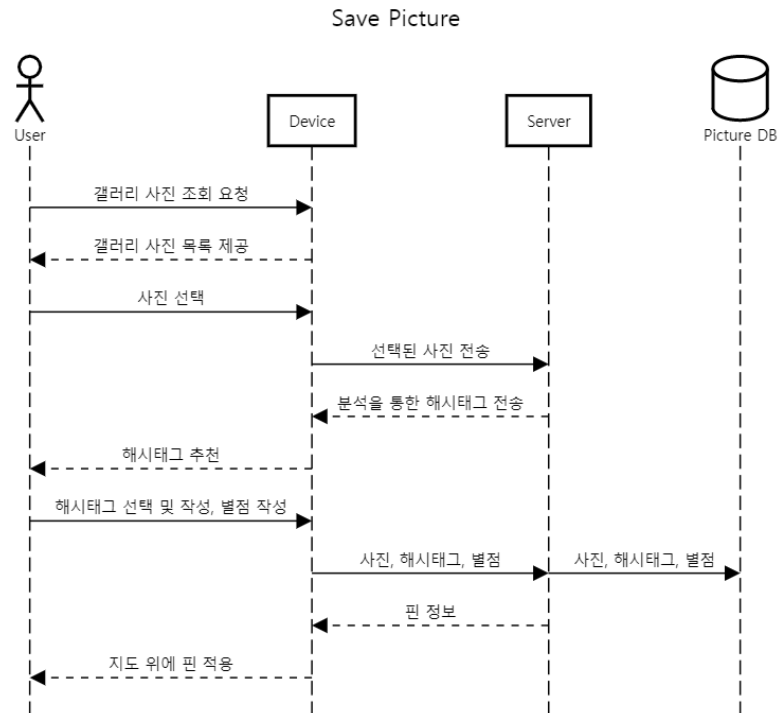 Save Picture
User
Device
Server
Picture DB
갤러리 사진 조회 요청
갤러리 사진 목록 제공
사진 선택
선택된 사진 전송
분석을 통한 해시태그 전송
해시태그 추천
해시태그 선택 및 작성, 별점 작성
사진, 해시태그, 별점
사진, 해시태그, 별점
핀 정보
지도 위에 핀 적용